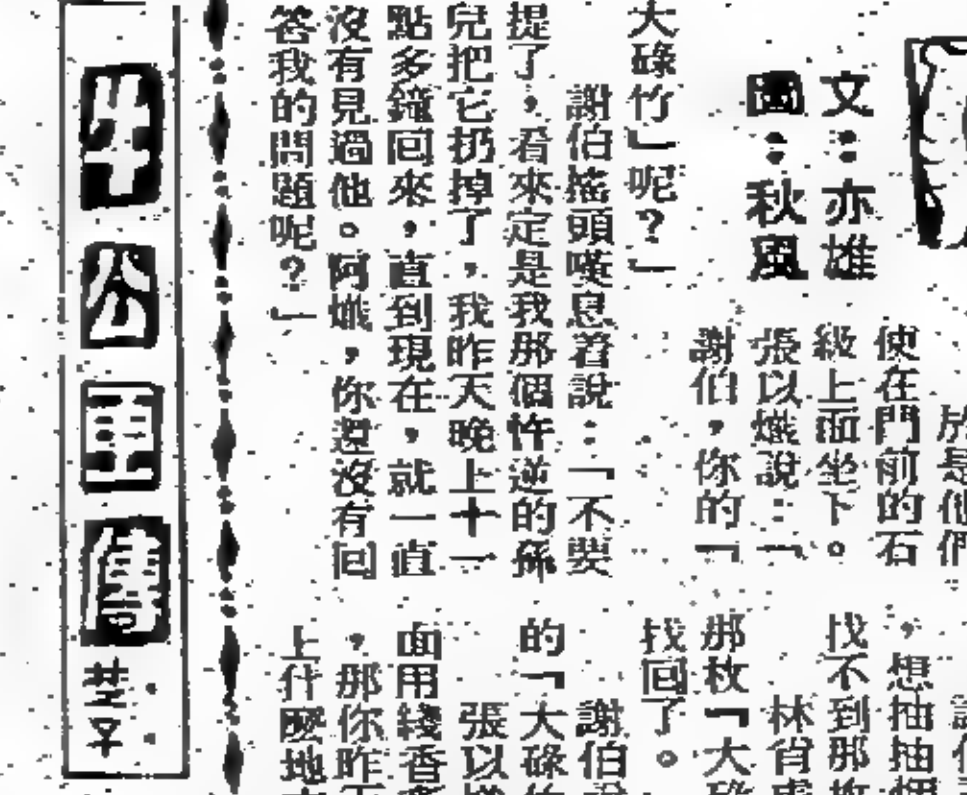 文：亦雄
圖：秋風
於是他們
使在門前的石
級上面坐下。
張以熾說：「
謝伯，你的「
大碌竹」呢？」
謝伯搖頭嘆息着說：「不要
提了，看來定是我那個忤逆的孫
兒把它扔掉了，我昨天晚上十一
點多鐘回來，直到現在，就一直
沒有見過他。阿熾，你還沒有回
答我的問題呢？」
，想抽抽
找不到那
林肯
那枚「大
找回了。
謝伯
的「大碌
張以
面用綫香
，那你昨
上什麼地
公王傳